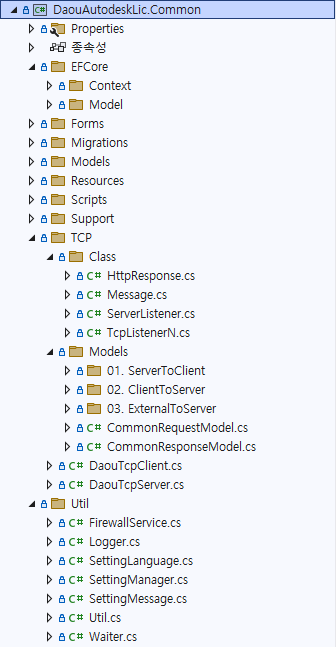 DaouAutodeskLic.Common
Properties
종속성
EFCore
Context
Model
Forms
Migrations
Models
Resources
Scripts
Support
TCP
Class
HttpResponse.cs
Message.cs
ServerListener.cs
TcpListenerN.cs
Models
01. ServerToClient
02. ClientToServer
03. ExternalToServer
CommonRequestModel.cs
CommonResponseModel.cs
DaouTcpClient.cs
DaouTcpServer.cs
Util
FirewallService.cs
Logger.cs
SettingLanguage.cs
SettingManager.cs
SettingMessage.cs
Util.cs
Waiter.cs